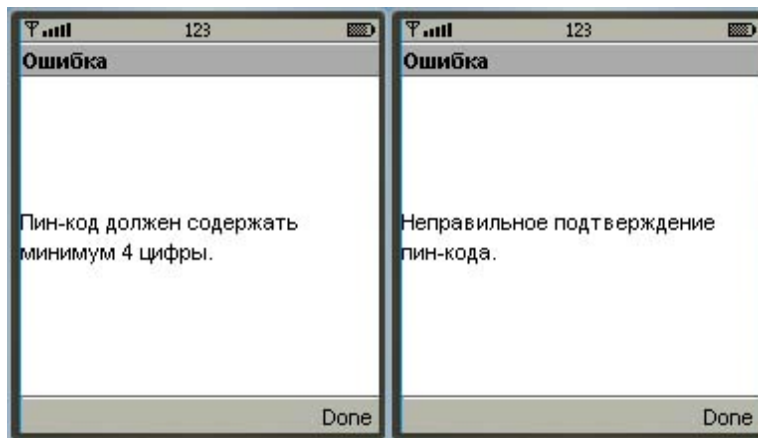 123
Ошибка
Пин-код должен содержать
минимум 4 цифры.
Done
123
Ошибка
Неправильное подтверждение
пин-кода.
Done